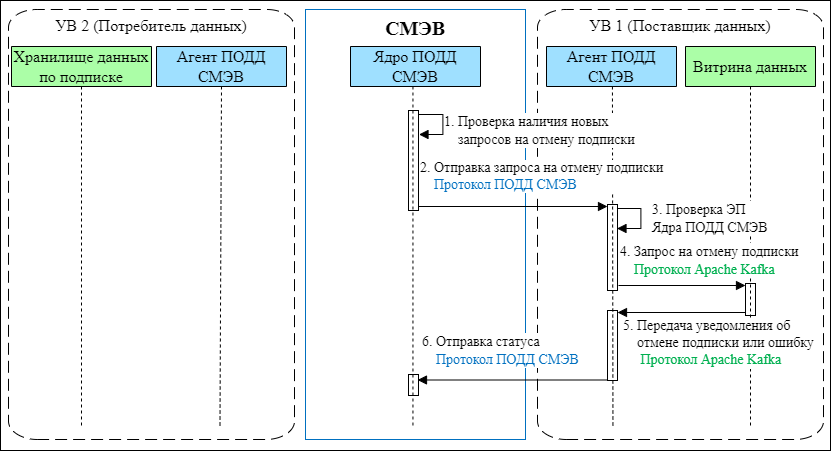 УВ 2 (Потребитель данных)
СМЭВ
УВ 1 (Поставщик данных)
Хранилище данных
по подписке
Агент ПОДД
СМЭВ
Ядро ПОДД
СМЭВ
Агент ПОДД
СМЭВ
Витрина данных
1. Проверка наличия новых
запросов на отмену подписки
2. Отправка запроса на отмену подписки
Протокол ПОДД СМЭВ
3. Проверка ЭП
Ядра ПОДД СМЭВ
4. Запрос на отмену подписки
Протокол Apache Kafka
5. Передача уведомления об
отмене подписки или ошибку
Протокол Apache Kafka
6. Отправка статуса
Протокол ПОДД СМЭВ